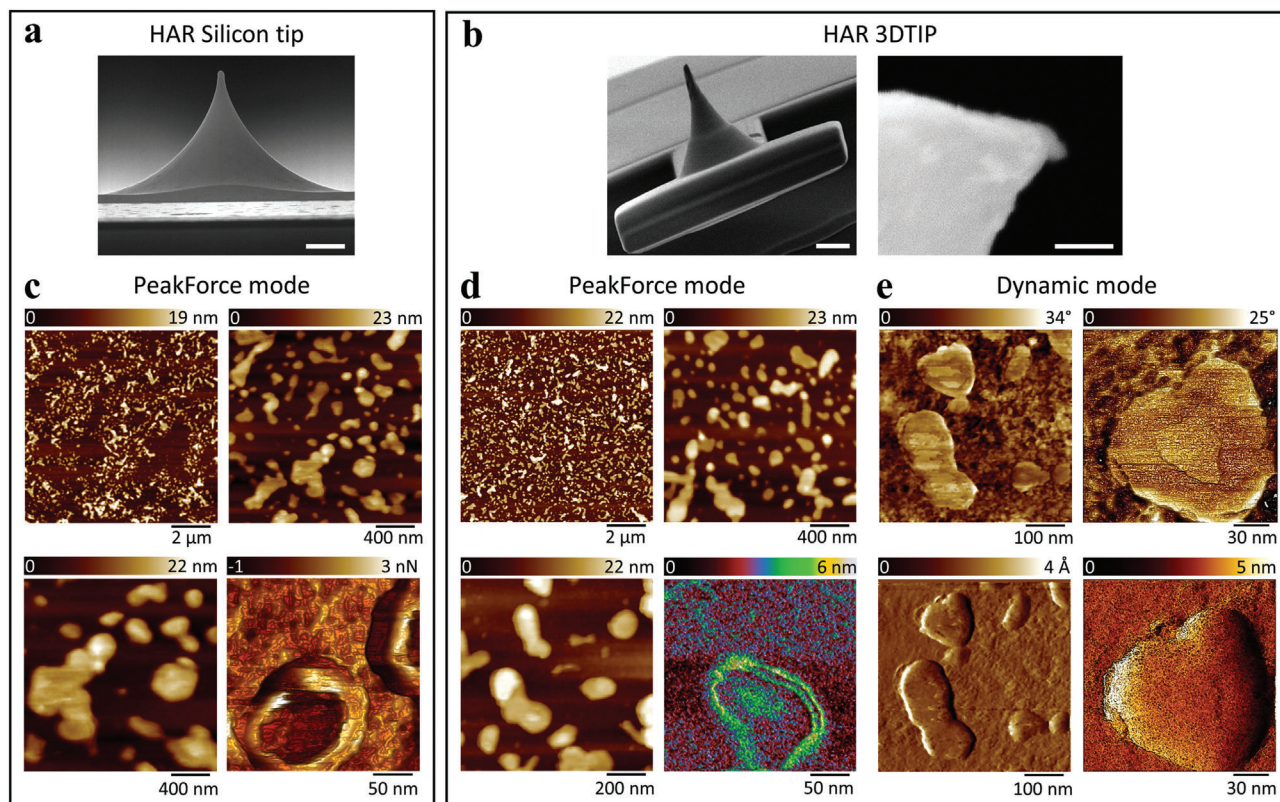 a HAR Silicon tip
b HAR 3DTIP
c PeakForce mode
0 19 nm 0 23 nm
2 µm 400 nm
0 22 nm -1 3 nN
400 nm 50 nm
d PeakForce mode
0 22 nm 0 23 nm
2 µm 400 nm
0 22 nm 0 6 nm
200 nm 50 nm
e Dynamic mode
0 34° 0 25°
100 nm 30 nm
0 4 Å 0 5 nm
100 nm 30 nm